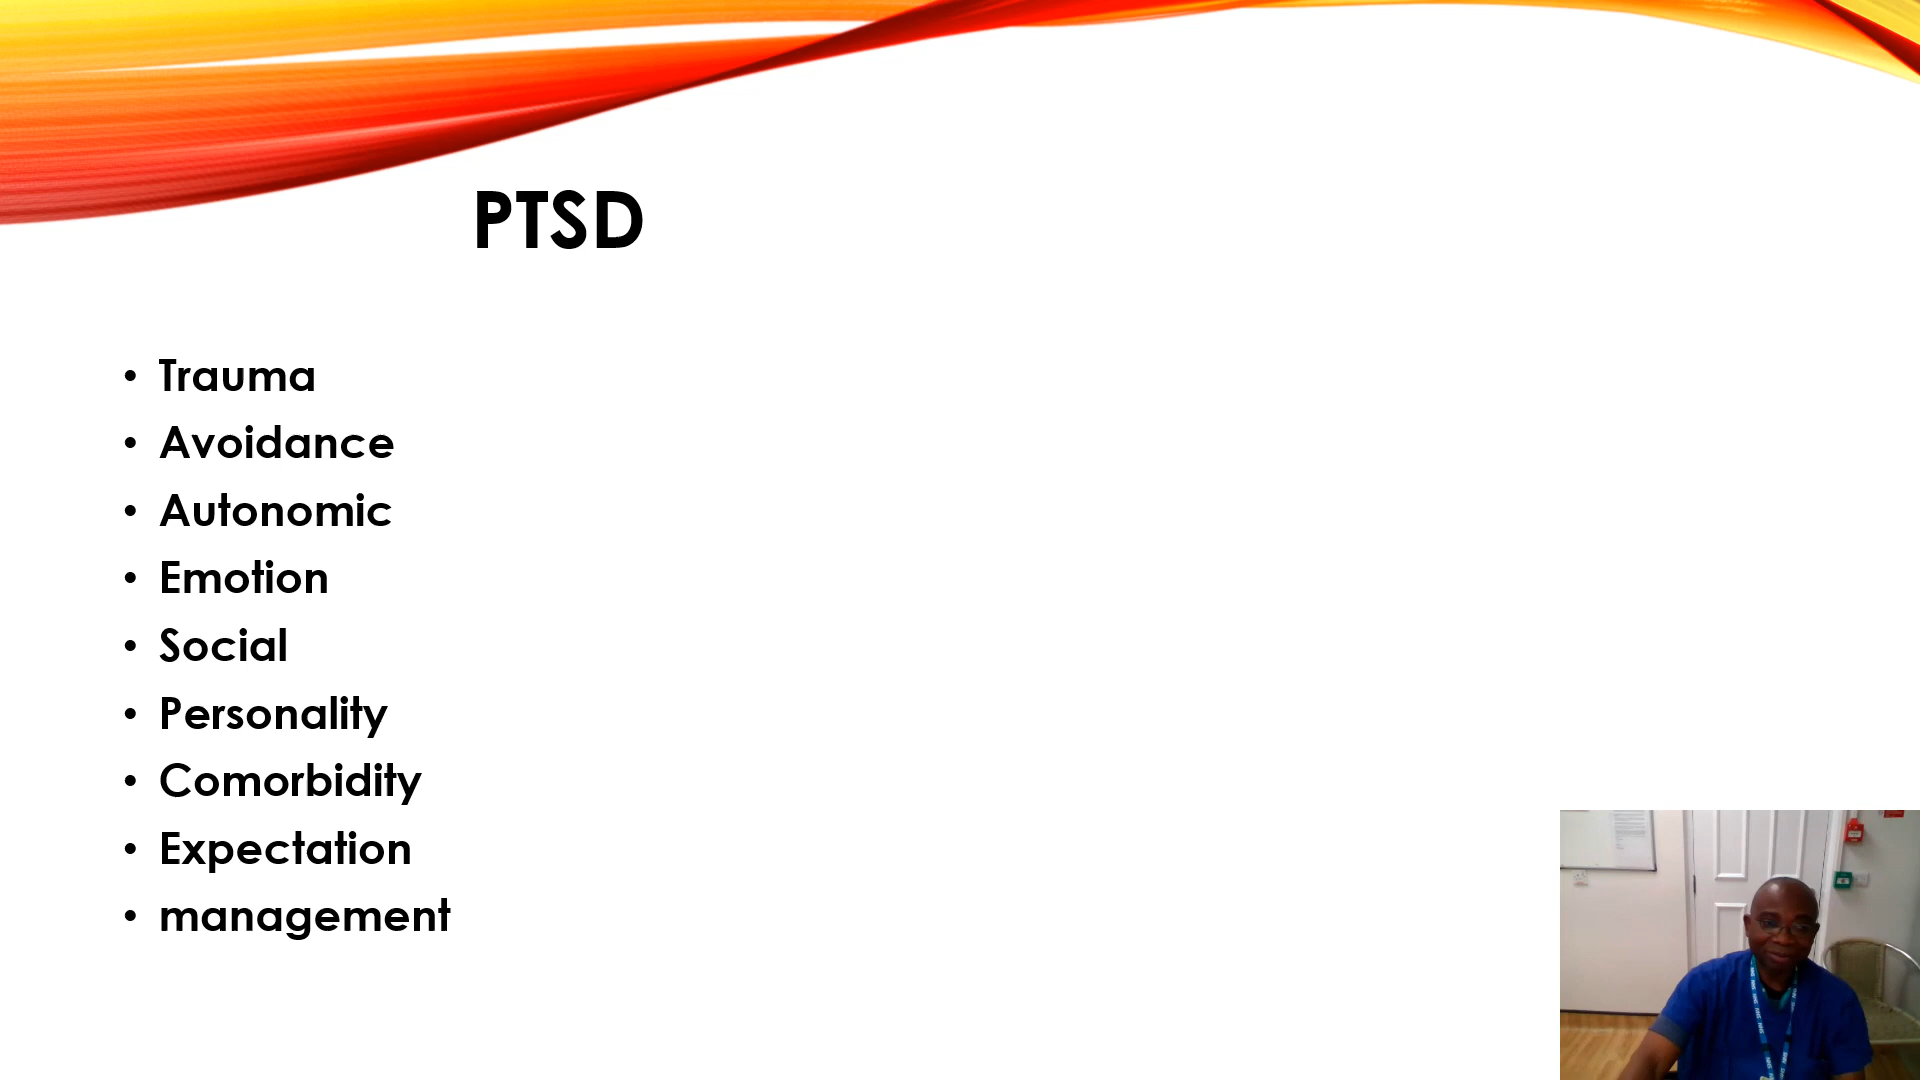 PTSD
• Trauma
• Avoidance
• Autonomic
• Emotion
• Social
• Personality
• Comorbidity
• Expectation
• management